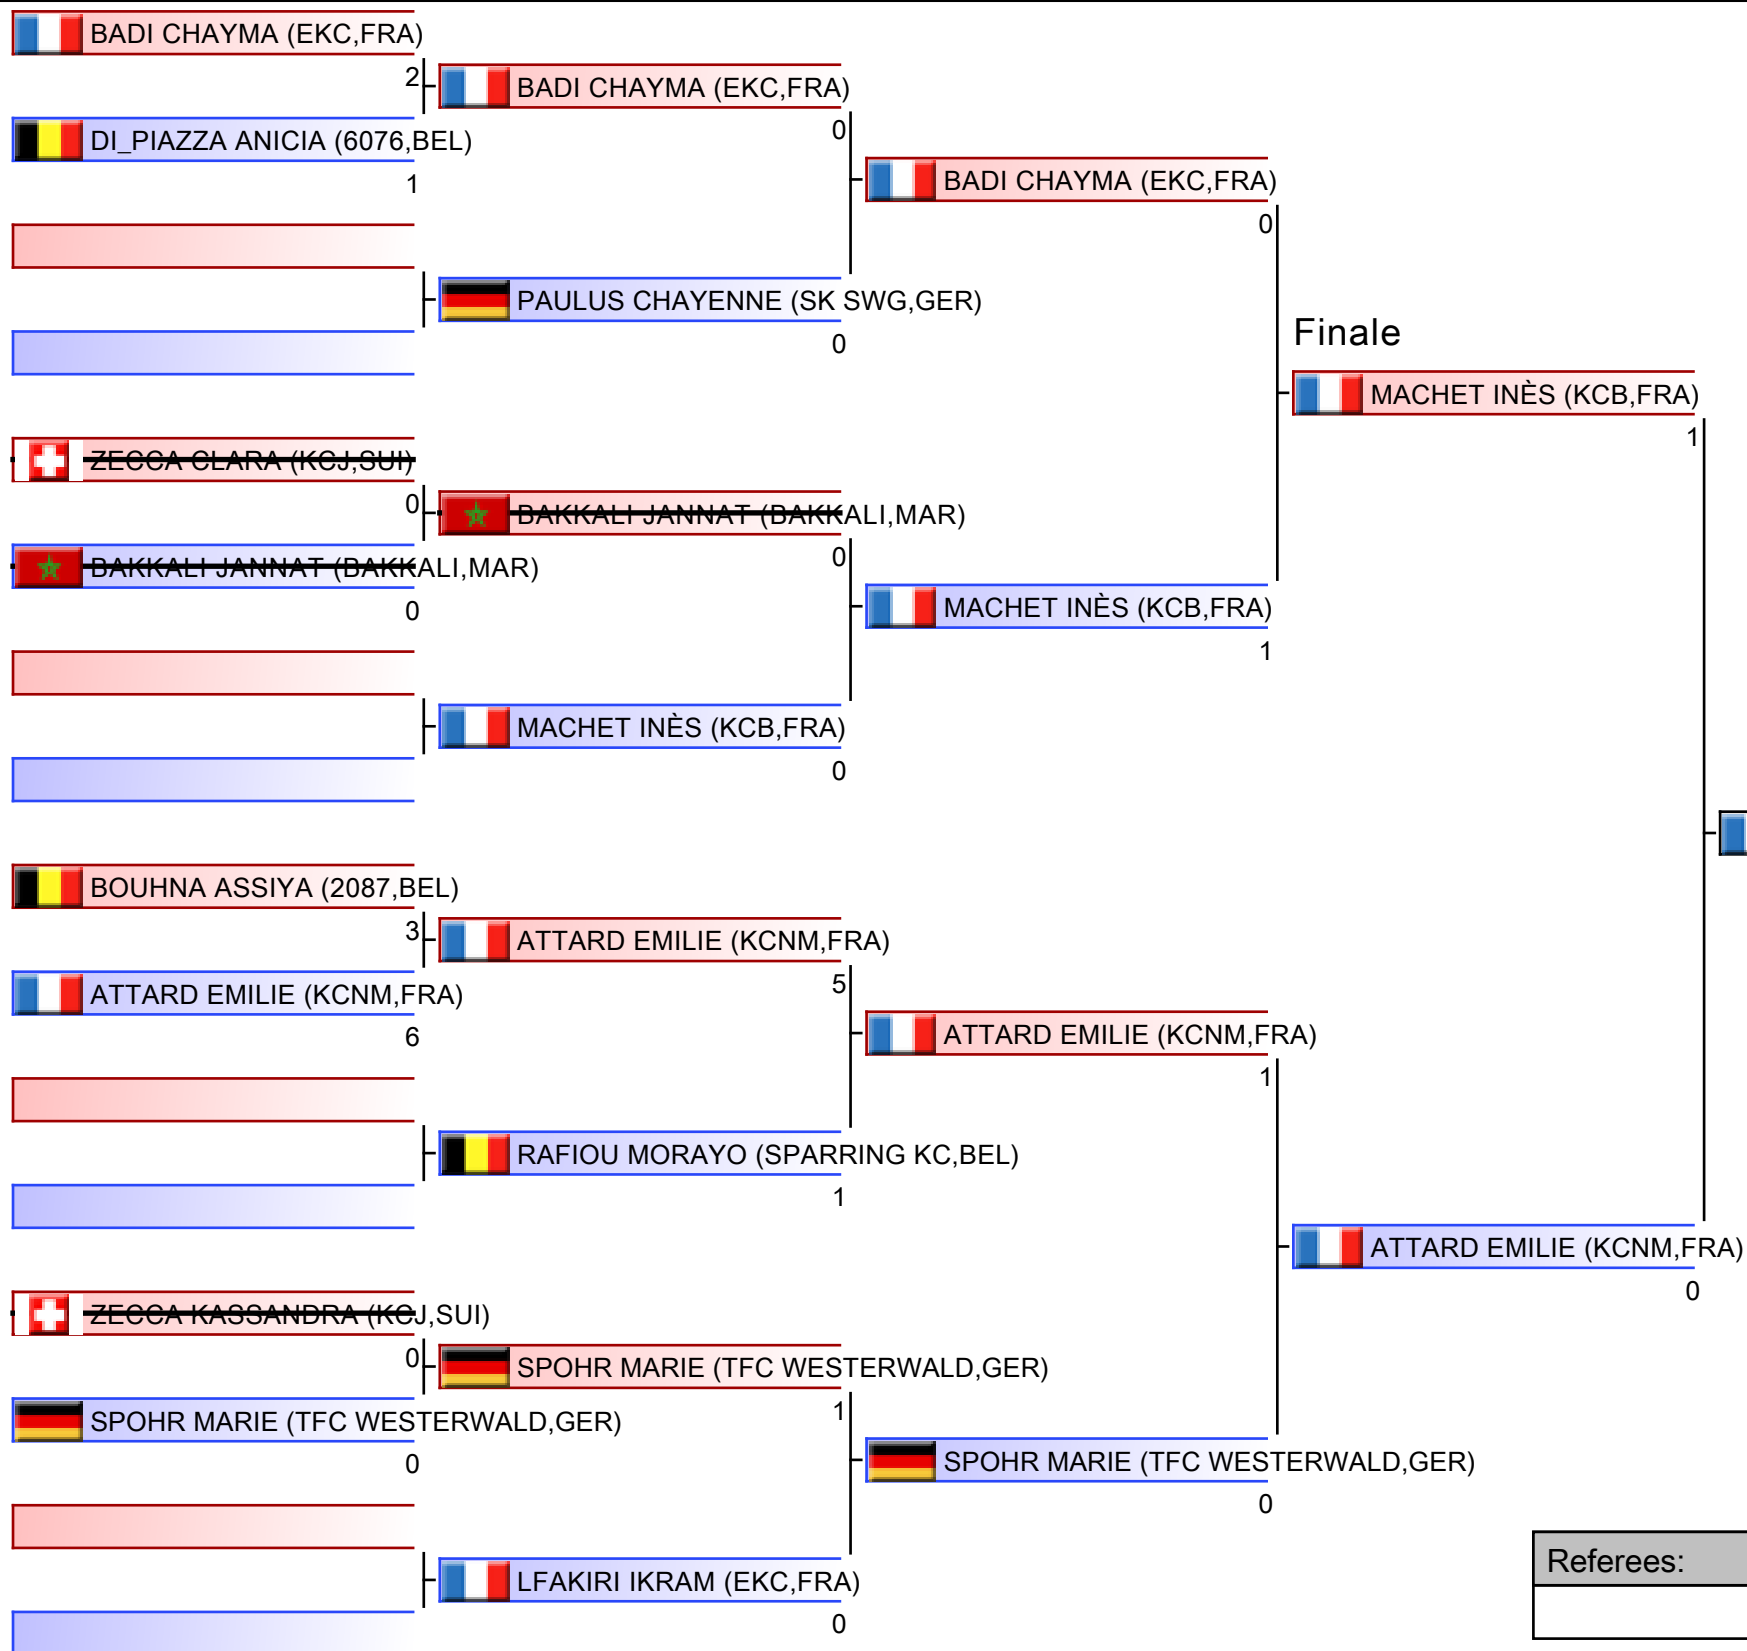 BADI CHAYMA (EKC,FRA)
2
BADI CHAYMA (EKC,FRA)
0
DI_PIAZZA ANICIA (6076,BEL)
1
BADI CHAYMA (EKC,FRA)
0
PAULUS CHAYENNE (SK SWG,GER)
0
Finale
MACHET INÈS (KCB,FRA)
1
ZECCA CLARA (KCJ,SUI)
0
BAKKALI JANNAT (BAKKALI,MAR)
0
BAKKALI JANNAT (BAKKALI,MAR)
0
MACHET INÈS (KCB,FRA)
1
MACHET INÈS (KCB,FRA)
0
BOUHNA ASSIYA (2087,BEL)
3
ATTARD EMILIE (KCNM,FRA)
5
ATTARD EMILIE (KCNM,FRA)
6
ATTARD EMILIE (KCNM,FRA)
1
RAFIOU MORAYO (SPARRING KC,BEL)
1
ATTARD EMILIE (KCNM,FRA)
0
ZECCA KASSANDRA (KCJ,SUI)
0
SPOHR MARIE (TFC WESTERWALD,GER)
1
SPOHR MARIE (TFC WESTERWALD,GER)
0
SPOHR MARIE (TFC WESTERWALD,GER)
0
Referees:
LFAKIRI IKRAM (EKC,FRA)
0